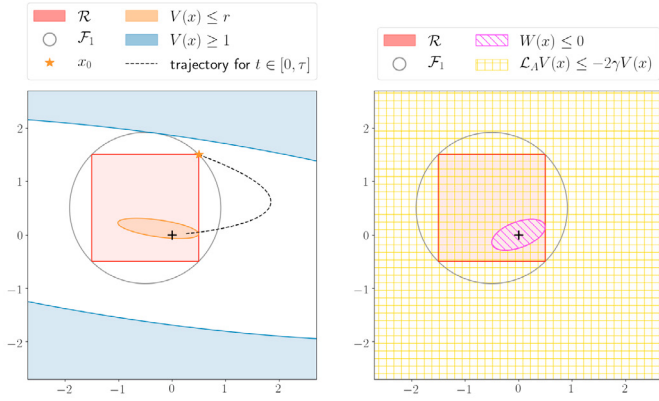 R V(x) ≤ r
F₁ V(x) ≥ 1
x₀ trajectory for t ∈ [0, τ]
R W(x) ≤ 0
F₁ L_A V(x) ≤ −2γV(x)
2
1
0
−1
−2
−2 −1 0 1 2
2
1
0
−1
−2
−2 −1 0 1 2